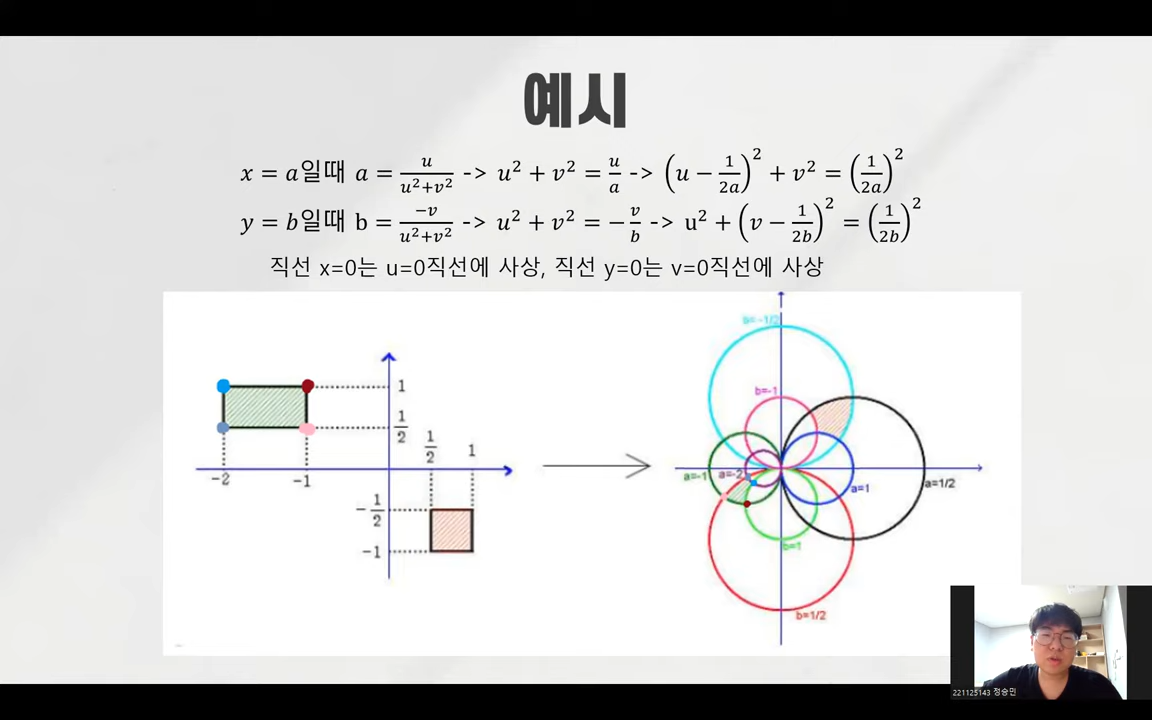 예시
x = a일때 a = u/(u²+v²) -> u² + v² = u/a -> (u − 1/2a)² + v² = (1/2a)²
y = b일때 b = −v/(u²+v²) -> u² + v² = −v/b -> u² + (v − 1/2b)² = (1/2b)²
직선 x=0는 u=0직선에 사상, 직선 y=0는 v=0직선에 사상
1
1/2
-2
-1
1/2
1
-1/2
-1
b=-1/2
b=-1
a=-1
a=-2
a=1
a=1/2
b=1
b=1/2
221125143 정승민